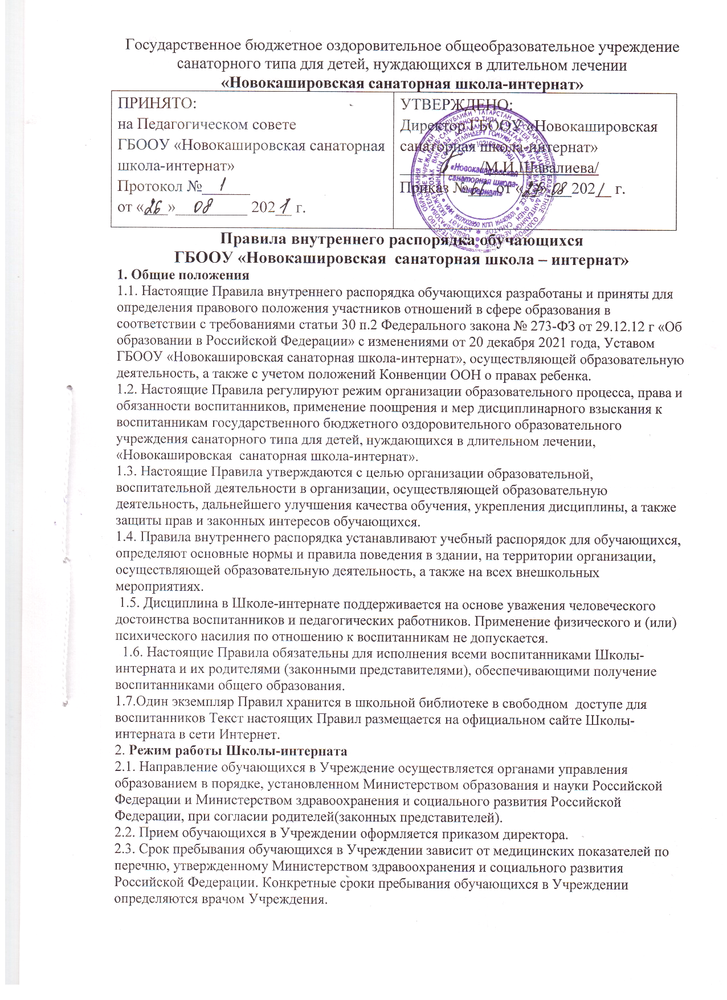 Государственное бюджетное оздоровительное общеобразовательное учреждение
санаторного типа для детей, нуждающихся в длительном лечении
«Новокашировская санаторная школа-интернат»
ПРИНЯТО:
на Педагогическом совете
ГБООУ «Новокашировская санаторная
школа-интернат»
Протокол № 1
от «26» 08 2021 г.
УТВЕРЖДЕНО:
Директор ГБООУ «Новокашировская
санаторная школа-интернат»
/М.И.Шавалиева/
Приказ № от « » 08 2021 г.
«Новокашировская
санаторная школа-
интернат»
Правила внутреннего распорядка обучающихся
ГБООУ «Новокашировская  санаторная школа – интернат»
1. Общие положения
1.1. Настоящие Правила внутреннего распорядка обучающихся разработаны и приняты для
определения правового положения участников отношений в сфере образования в
соответствии с требованиями статьи 30 п.2 Федерального закона № 273-ФЗ от 29.12.12 г «Об
образовании в Российской Федерации» с изменениями от 20 декабря 2021 года, Уставом
ГБООУ «Новокашировская санаторная школа-интернат», осуществляющей образовательную
деятельность, а также с учетом положений Конвенции ООН о правах ребенка.
1.2. Настоящие Правила регулируют режим организации образовательного процесса, права и
обязанности воспитанников, применение поощрения и мер дисциплинарного взыскания к
воспитанникам государственного бюджетного оздоровительного образовательного
учреждения санаторного типа для детей, нуждающихся в длительном лечении,
«Новокашировская  санаторная школа-интернат».
1.3. Настоящие Правила утверждаются с целью организации образовательной,
воспитательной деятельности в организации, осуществляющей образовательную
деятельность, дальнейшего улучшения качества обучения, укрепления дисциплины, а также
защиты прав и законных интересов обучающихся.
1.4. Правила внутреннего распорядка устанавливают учебный распорядок для обучающихся,
определяют основные нормы и правила поведения в здании, на территории организации,
осуществляющей образовательную деятельность, а также на всех внешкольных
мероприятиях.
1.5. Дисциплина в Школе-интернате поддерживается на основе уважения человеческого
достоинства воспитанников и педагогических работников. Применение физического и (или)
психического насилия по отношению к воспитанникам не допускается.
1.6. Настоящие Правила обязательны для исполнения всеми воспитанниками Школы-
интерната и их родителями (законными представителями), обеспечивающими получение
воспитанниками общего образования.
1.7.Один экземпляр Правил хранится в школьной библиотеке в свободном  доступе для
воспитанников Текст настоящих Правил размещается на официальном сайте Школы-
интерната в сети Интернет.
2. Режим работы Школы-интерната
2.1. Направление обучающихся в Учреждение осуществляется органами управления
образованием в порядке, установленном Министерством образования и науки Российской
Федерации и Министерством здравоохранения и социального развития Российской
Федерации, при согласии родителей(законных представителей).
2.2. Прием обучающихся в Учреждении оформляется приказом директора.
2.3. Срок пребывания обучающихся в Учреждении зависит от медицинских показателей по
перечню, утвержденному Министерством здравоохранения и социального развития
Российской Федерации. Конкретные сроки пребывания обучающихся в Учреждении
определяются врачом Учреждения.